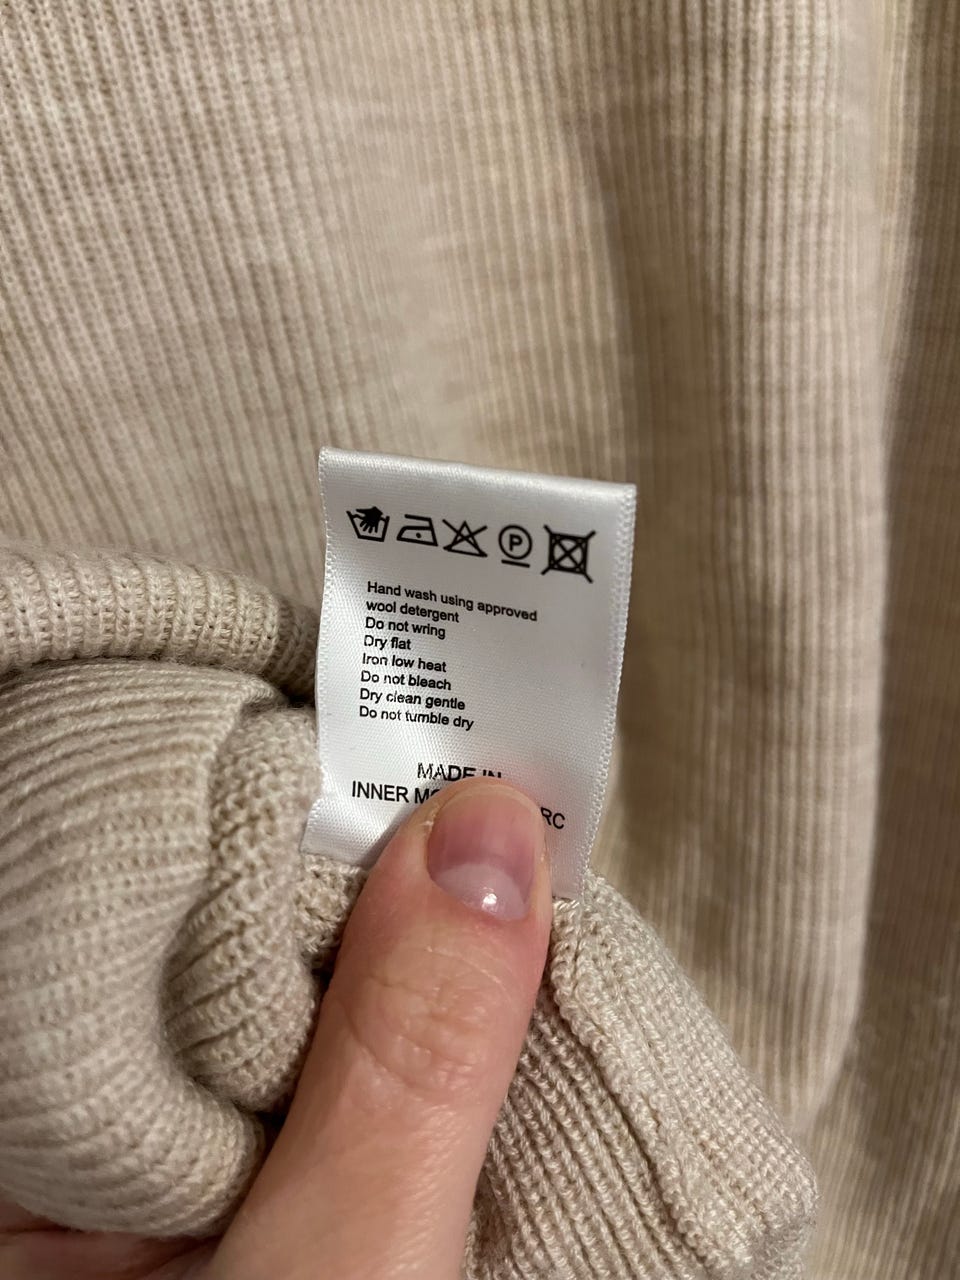 P
Hand wash using approved
wool detergent
Do not wring
Dry flat
Iron low heat
Do not bleach
Dry clean gentle
Do not tumble dry
MADE IN
INNER